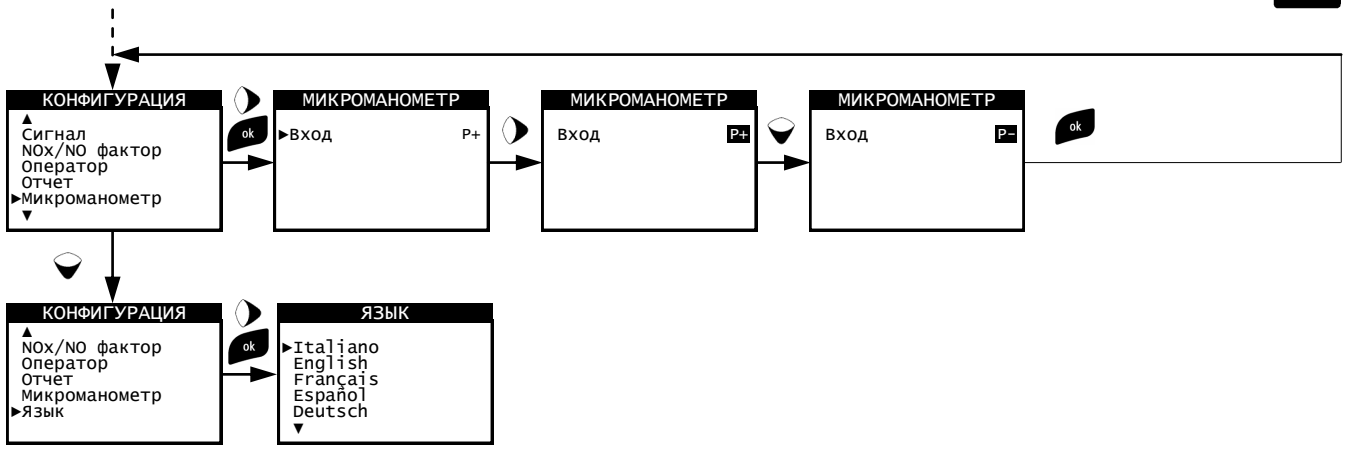 КОНФИГУРАЦИЯ
▲
Сигнал
NOx/NO фактор
Оператор
Отчет
►Микроманометр
▼
ok
МИКРОМАНОМЕТР
►Вход P+
МИКРОМАНОМЕТР
Вход P+
МИКРОМАНОМЕТР
Вход P-
ok
КОНФИГУРАЦИЯ
▲
NOx/NO фактор
Оператор
Отчет
Микроманометр
►Язык
ok
ЯЗЫК
►Italiano
English
Français
Español
Deutsch
▼